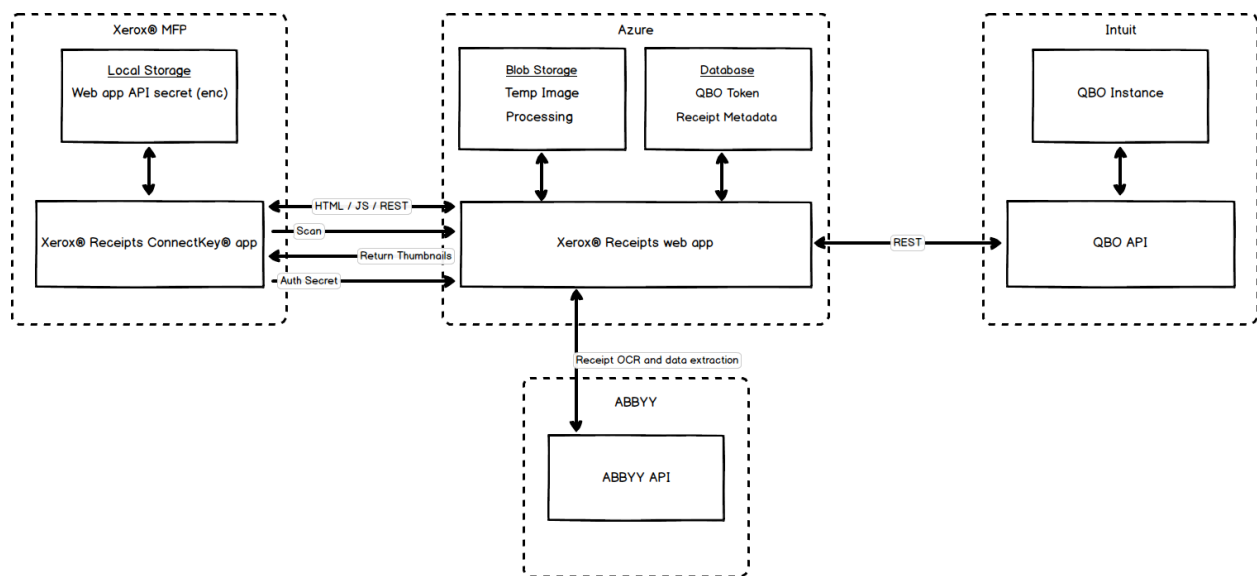 Xerox® MFP
Local Storage
Web app API secret (enc)
Xerox® Receipts ConnectKey® app
HTML / JS / REST
Scan
Return Thumbnails
Auth Secret
Azure
Blob Storage
Temp Image
Processing
Database
QBO Token
Receipt Metadata
Xerox® Receipts web app
REST
Intuit
QBO Instance
QBO API
Receipt OCR and data extraction
ABBYY
ABBYY API